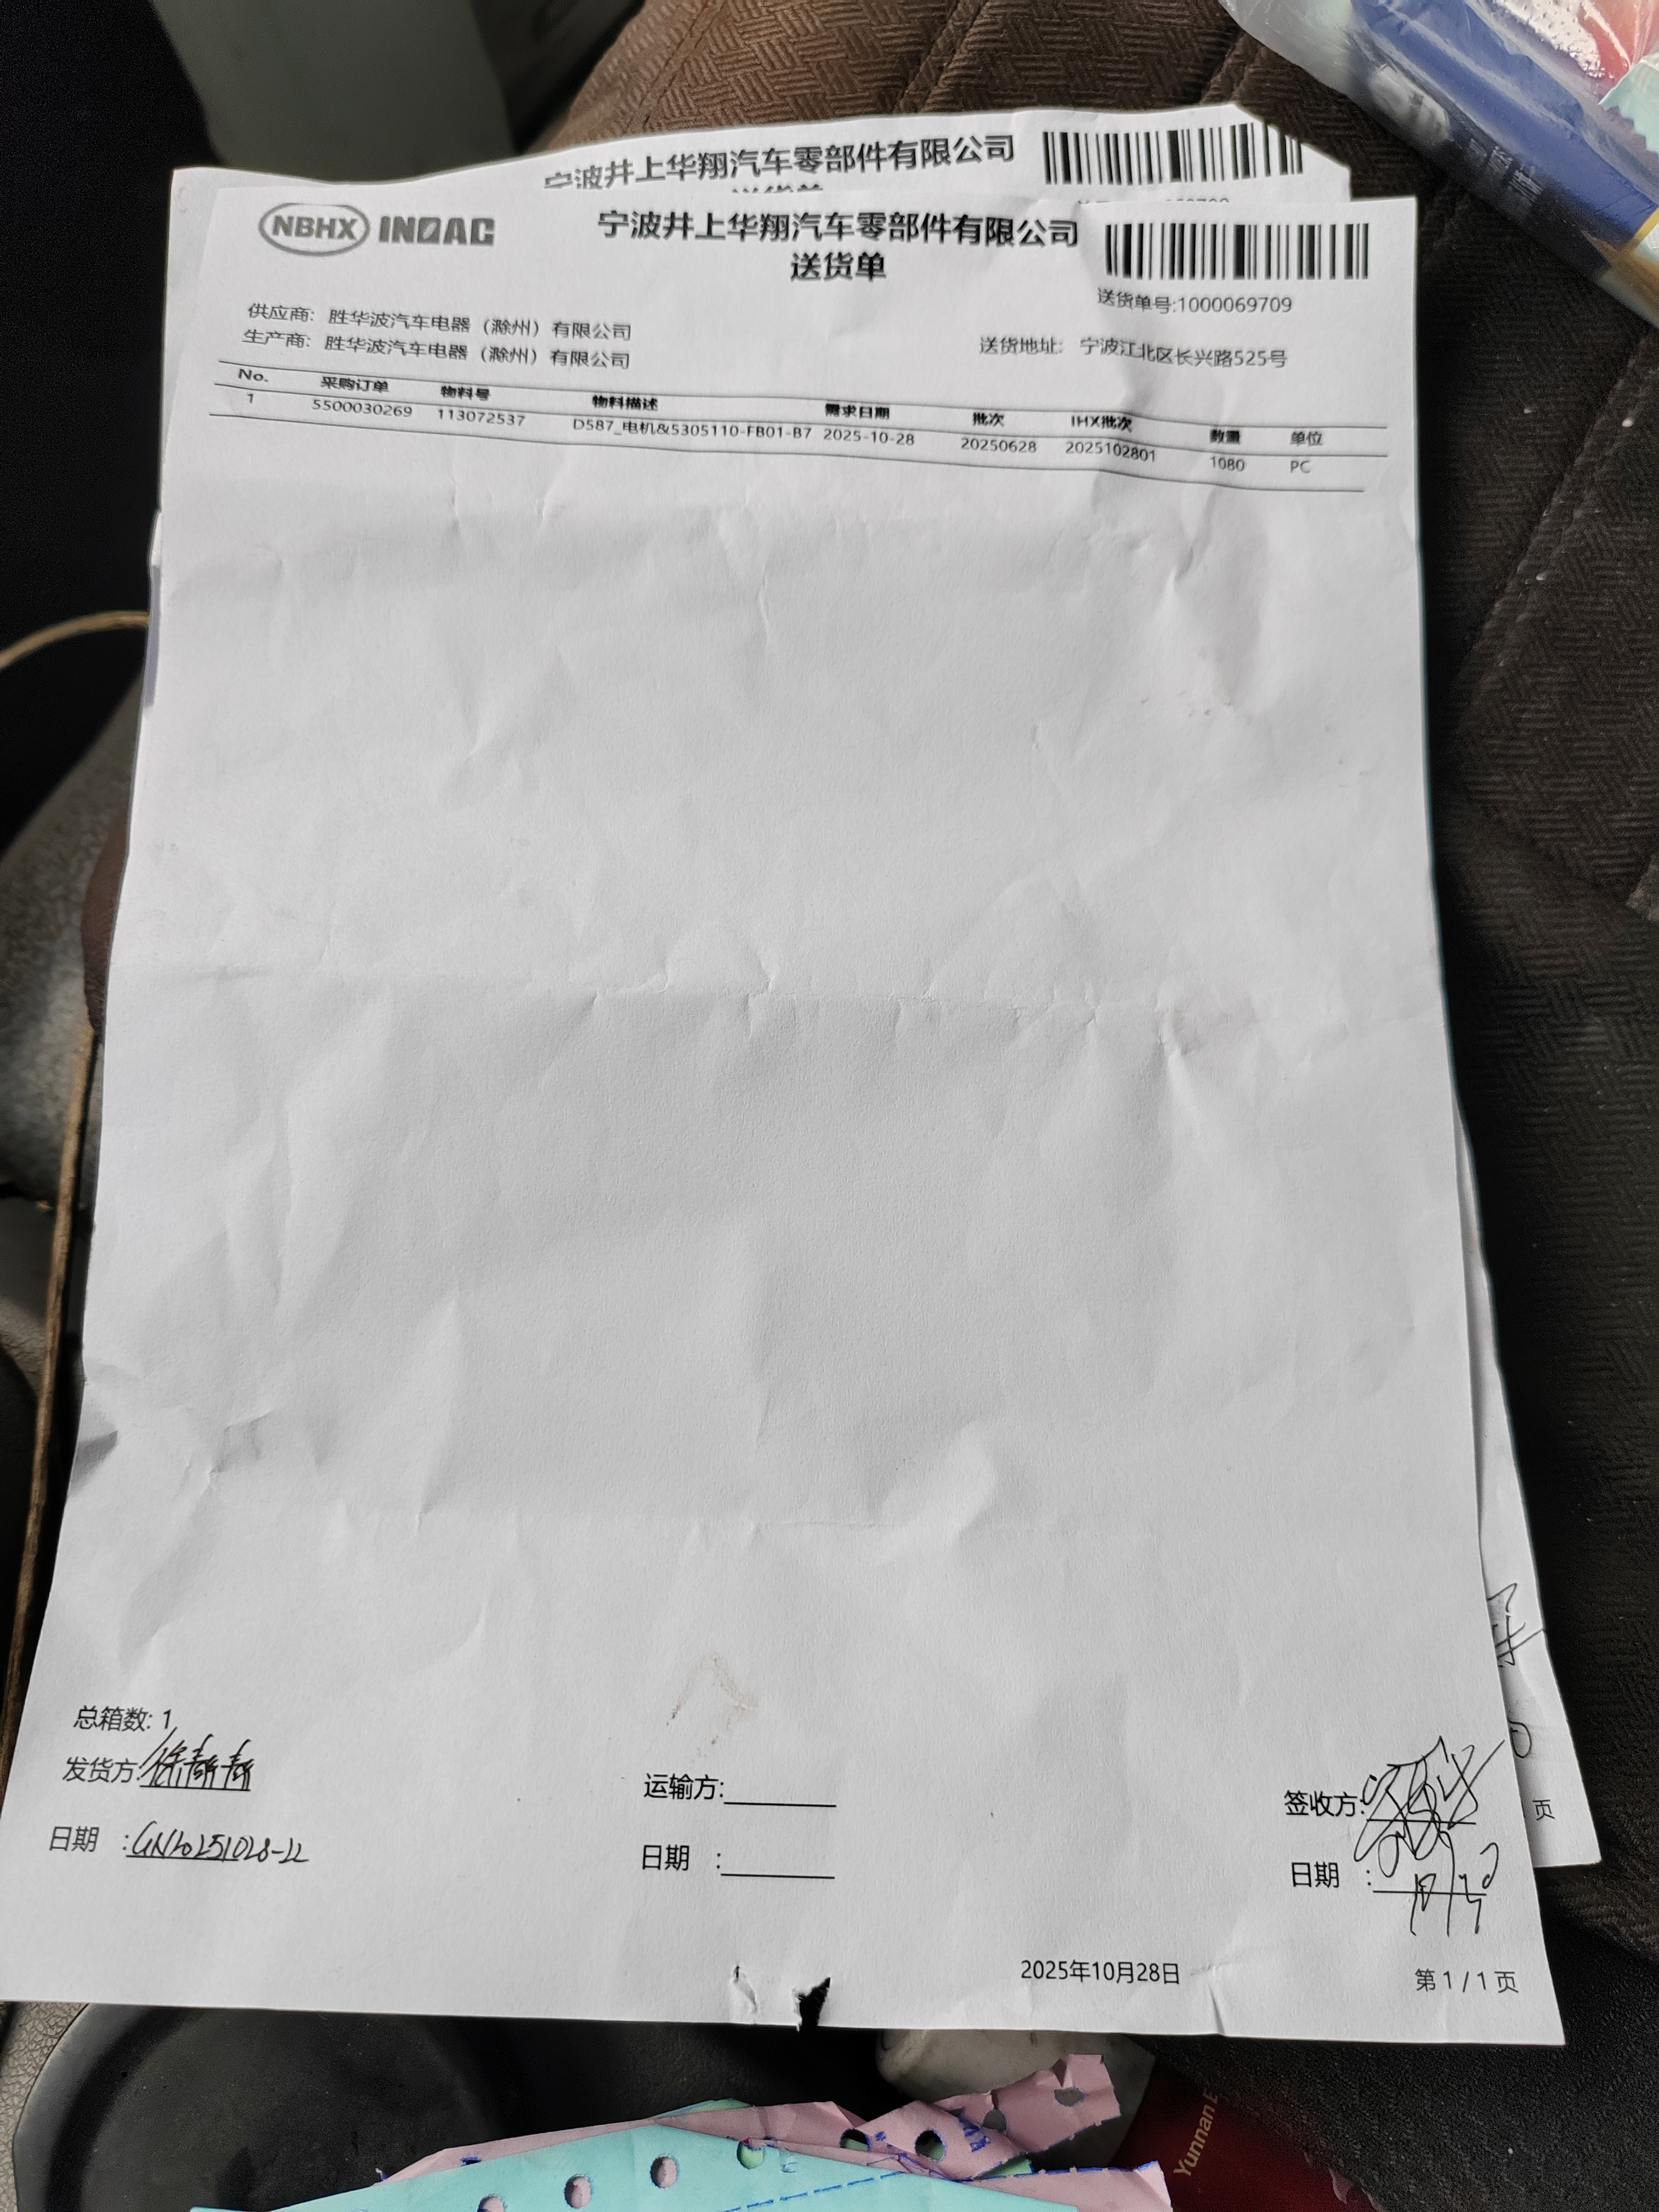 宁波井上华翔汽车零部件有限公司
NBHX INOAC
宁波井上华翔汽车零部件有限公司
送货单
送货单号:1000069709
供应商: 胜华波汽车电器（滁州）有限公司
生产商: 胜华波汽车电器（滁州）有限公司
送货地址: 宁波江北区长兴路525号
No. 采购订单 物料号 物料描述 需求日期 批次 IHX批次 数量 单位
1 5500030269 113072537 D587_电机&5305110-FB01-B7 2025-10-28 20250628 2025102801 1080 PC
总箱数: 1
发货方: 徐静静
运输方:
签收方:
日期 : GN20251028-22
日期 :
日期 :
2025年10月28日
第 1 / 1 页
页
Yunnan